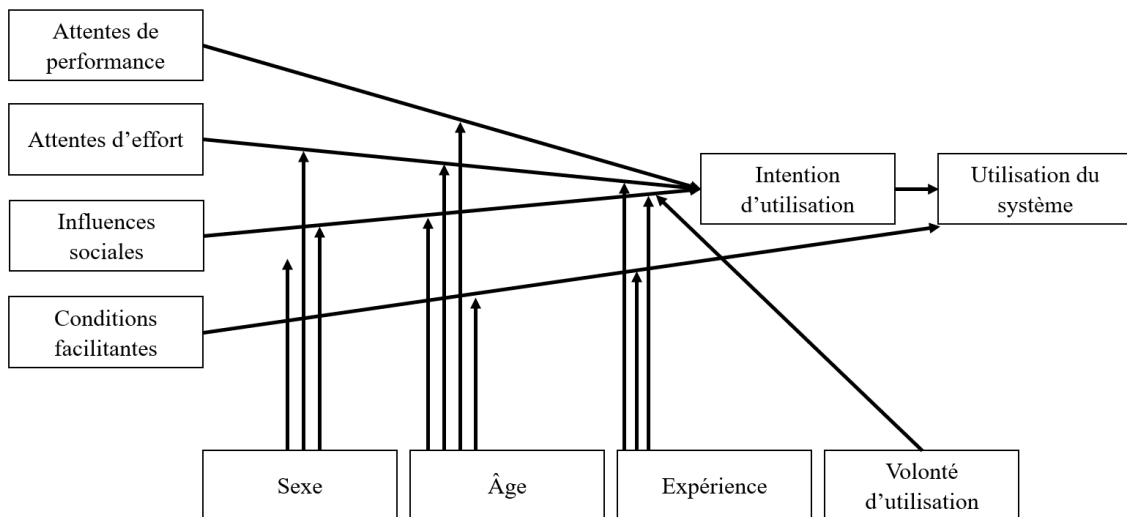 Attentes de
performance
Attentes d’effort
Influences
sociales
Conditions
facilitantes
Intention
d’utilisation
Utilisation du
système
Sexe
Âge
Expérience
Volonté
d’utilisation